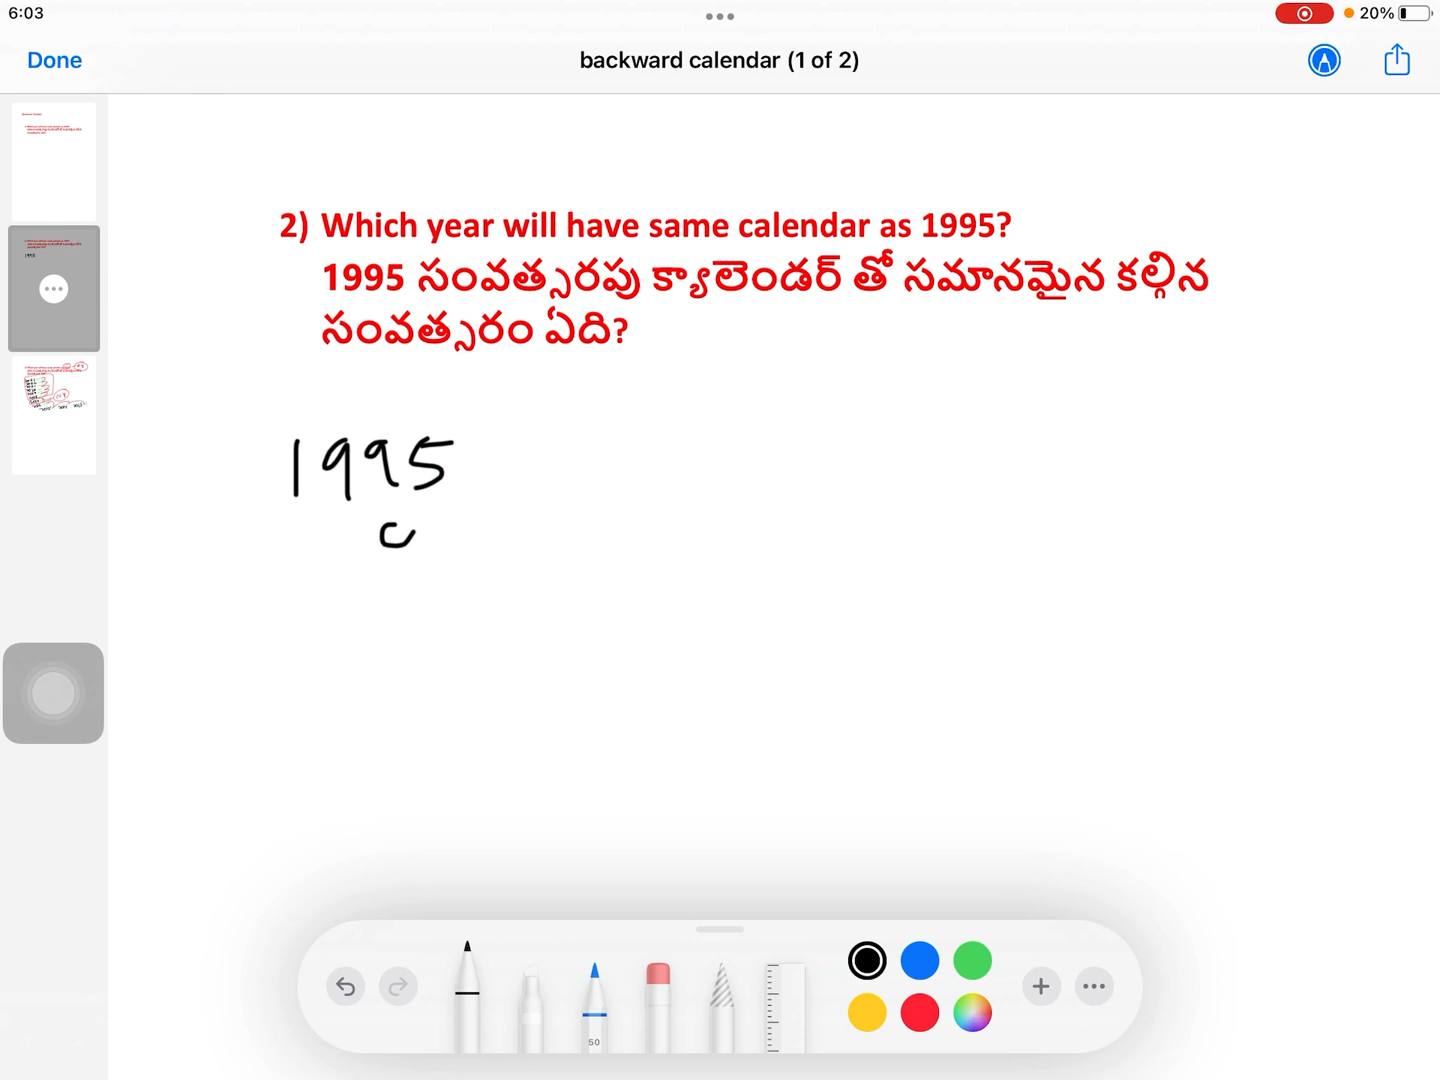 6:03
20%
Done
backward calendar (1 of 2)
2) Which year will have same calendar as 1995?
1995 సంవత్సరపు క్యాలెండర్ తో సమానమైన కల్గిన
సంవత్సరం ఏది?
1995
50